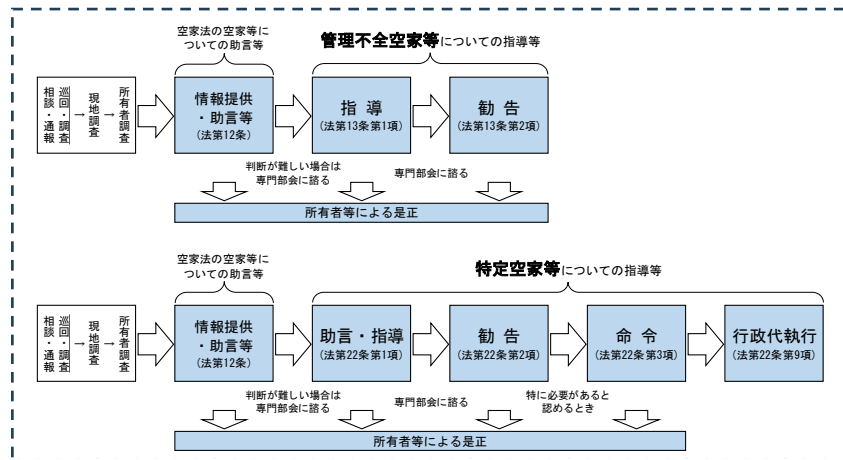 空家法の空家等に
ついての助言等
管理不全空家等についての指導等
相談・通報
巡回・調査
→
現地調査
→
所有者調査
情報提供
・助言等
(法第12条)
指 導
(法第13条第1項)
勧 告
(法第13条第2項)
判断が難しい場合は
専門部会に諮る
専門部会に諮る
所有者等による是正
空家法の空家等に
ついての助言等
特定空家等についての指導等
相談・通報
巡回・調査
→
現地調査
→
所有者調査
情報提供
・助言等
(法第12条)
助言・指導
(法第22条第1項)
勧 告
(法第22条第2項)
命 令
(法第22条第3項)
行政代執行
(法第22条第9項)
判断が難しい場合は
専門部会に諮る
専門部会に諮る
特に必要があると
認めるとき
所有者等による是正